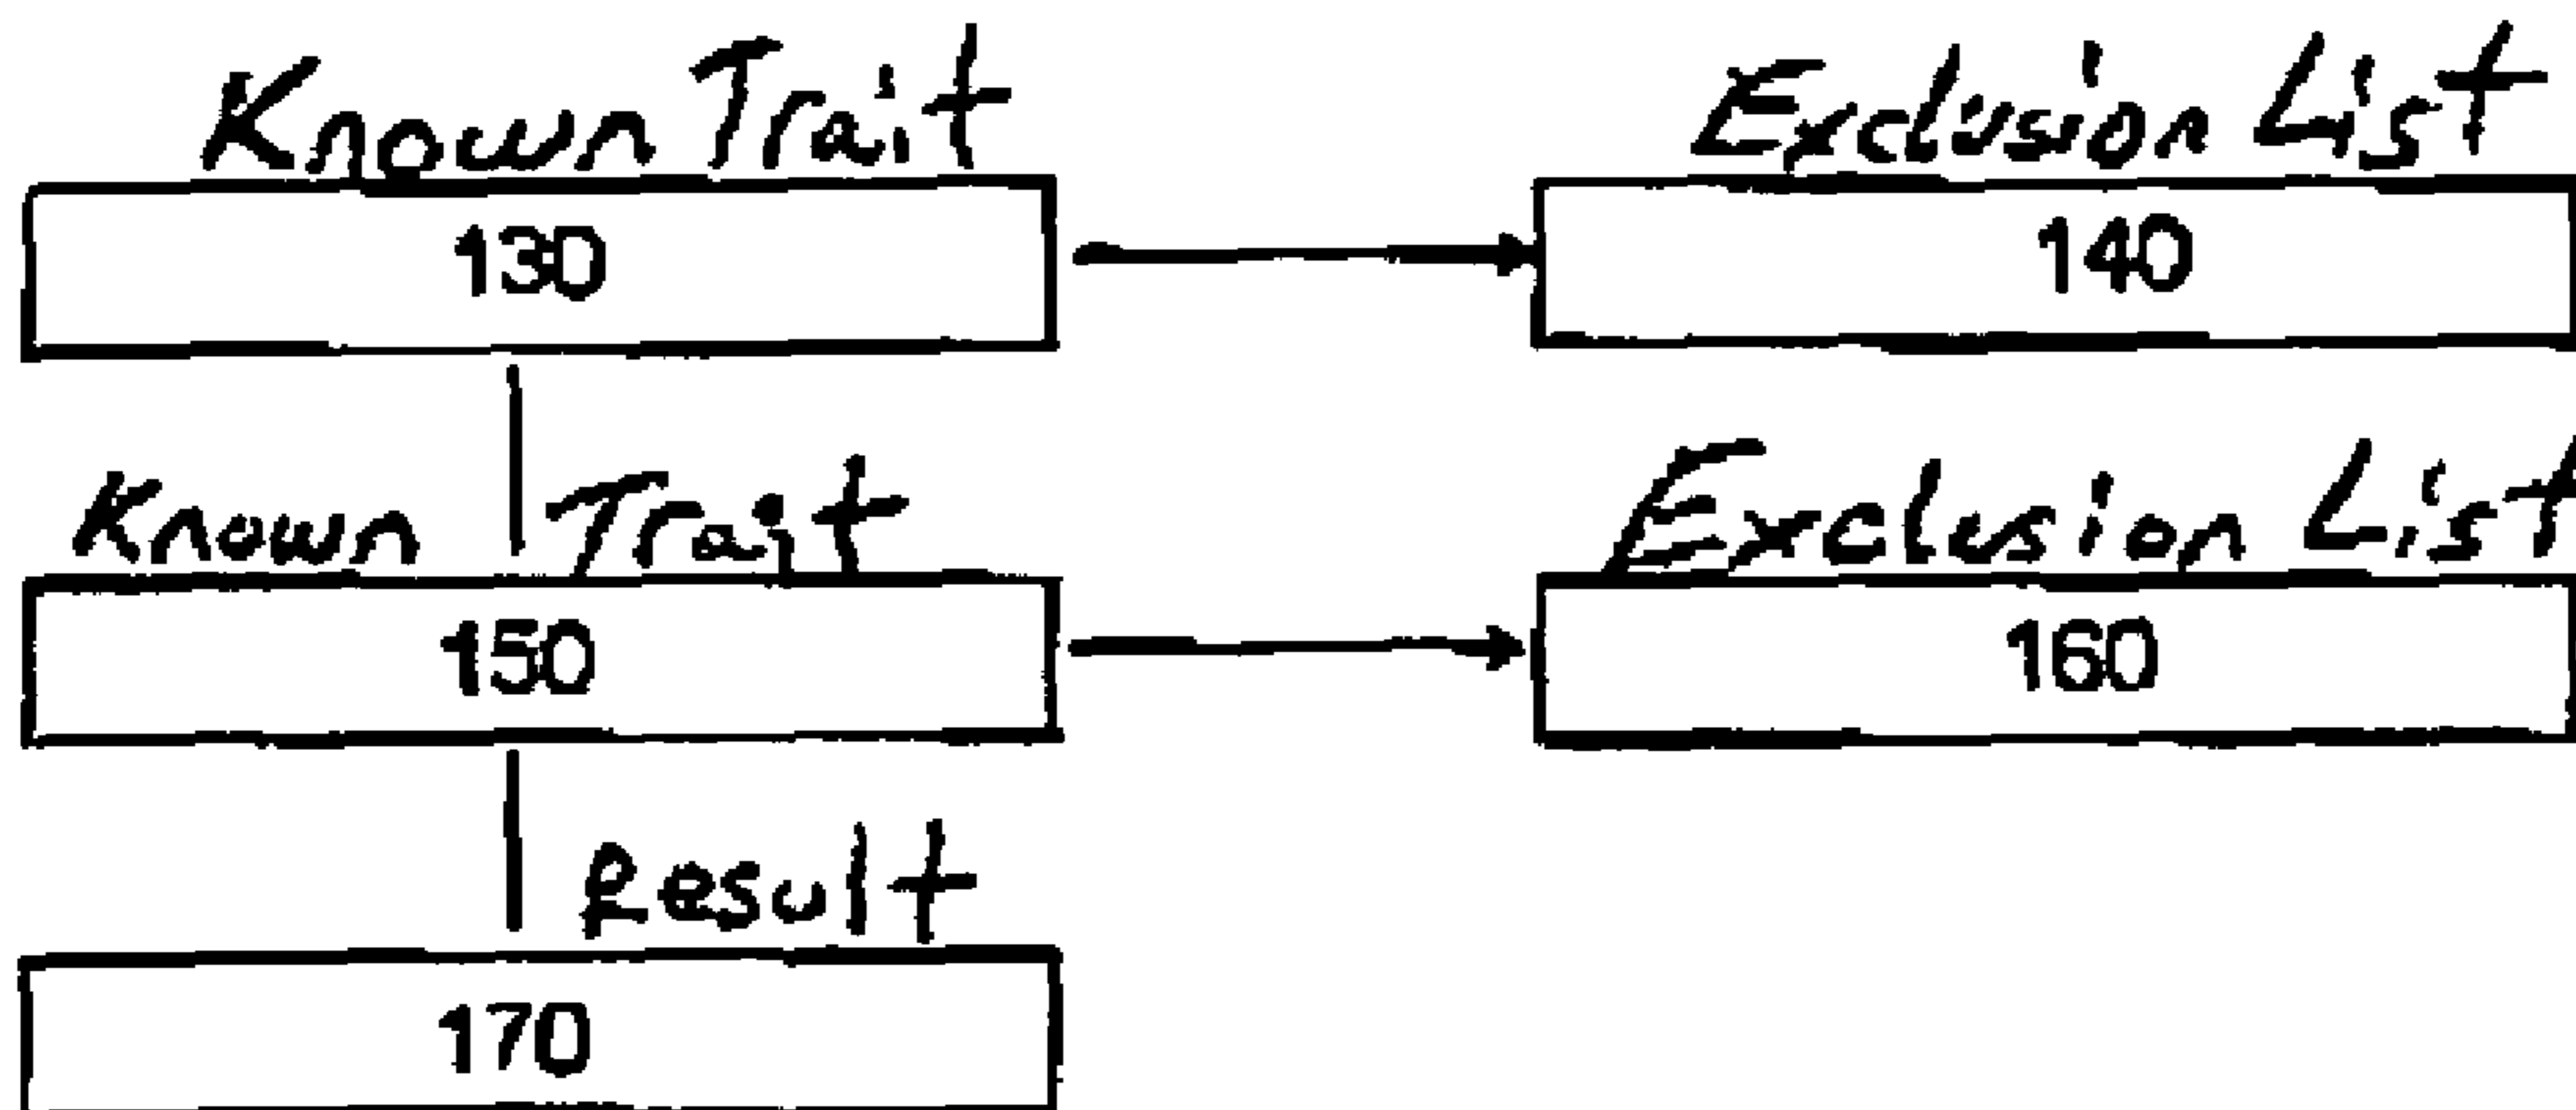 Known Trait Exclusion List
130 140
Known Trait Exclusion List
150 160
Result
170